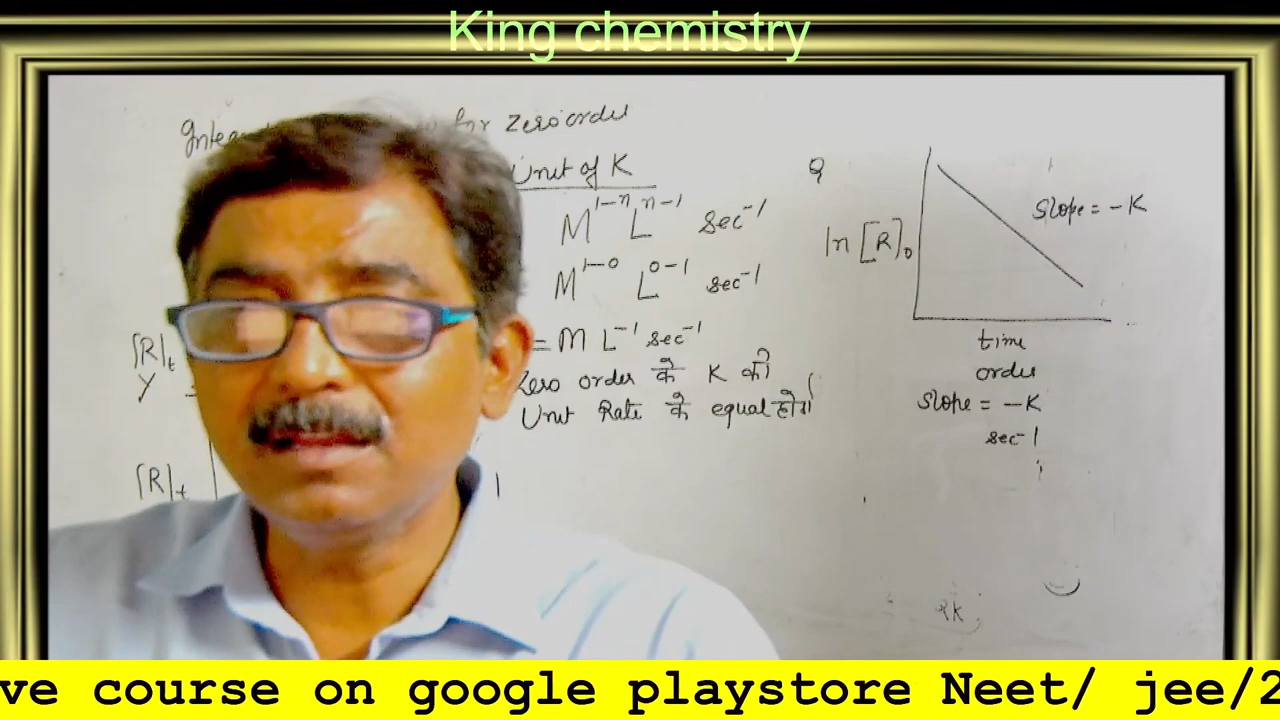 King chemistry
for zero order
Unit of K
M^1-n L^n-1 sec^-1
M^1-0 L^0-1 sec^-1
= M L^-1 sec^-1
Zero order के K की
Unit Rate के equal होगी
[R]t
Y =
[R]t
Q
ln [R]0
slope = -K
time
order
slope = -K
sec^-1
ve course on google playstore Neet/ jee/2